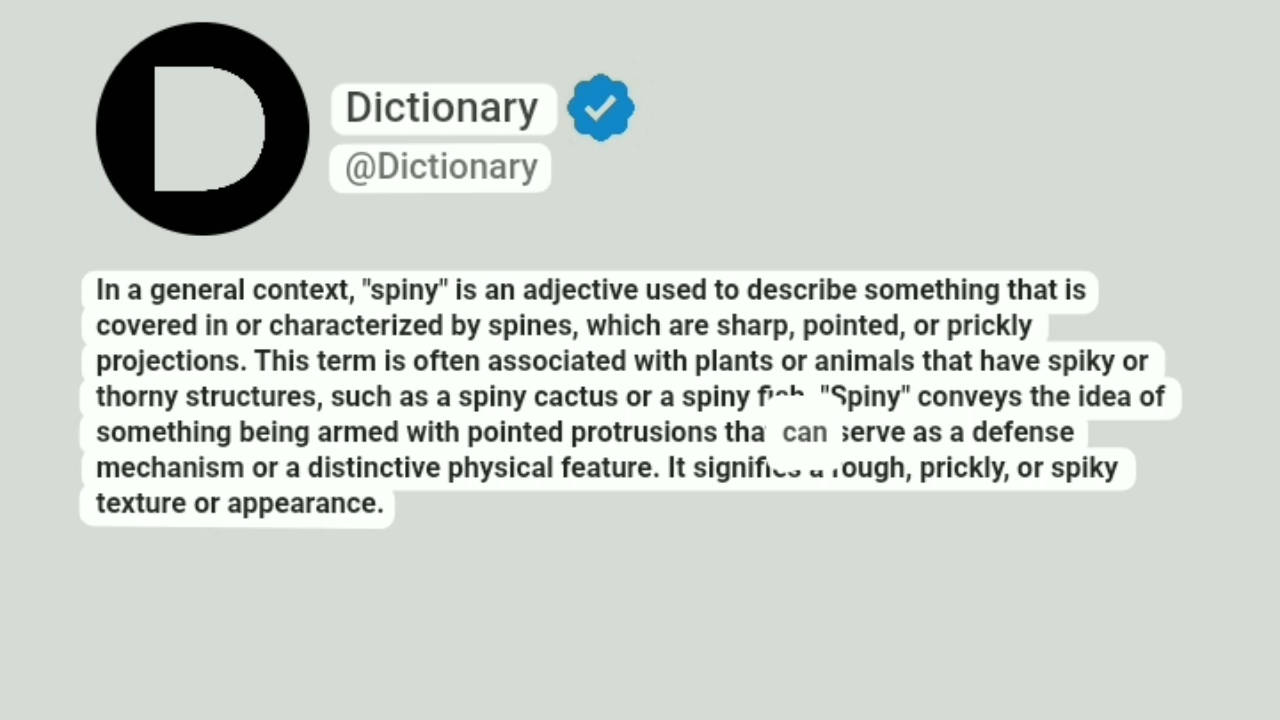 D
Dictionary
@Dictionary
In a general context, "spiny" is an adjective used to describe something that is
covered in or characterized by spines, which are sharp, pointed, or prickly
projections. This term is often associated with plants or animals that have spiky or
thorny structures, such as a spiny cactus or a spiny fish. "Spiny" conveys the idea of
something being armed with pointed protrusions that can serve as a defense
mechanism or a distinctive physical feature. It signifies a rough, prickly, or spiky
texture or appearance.